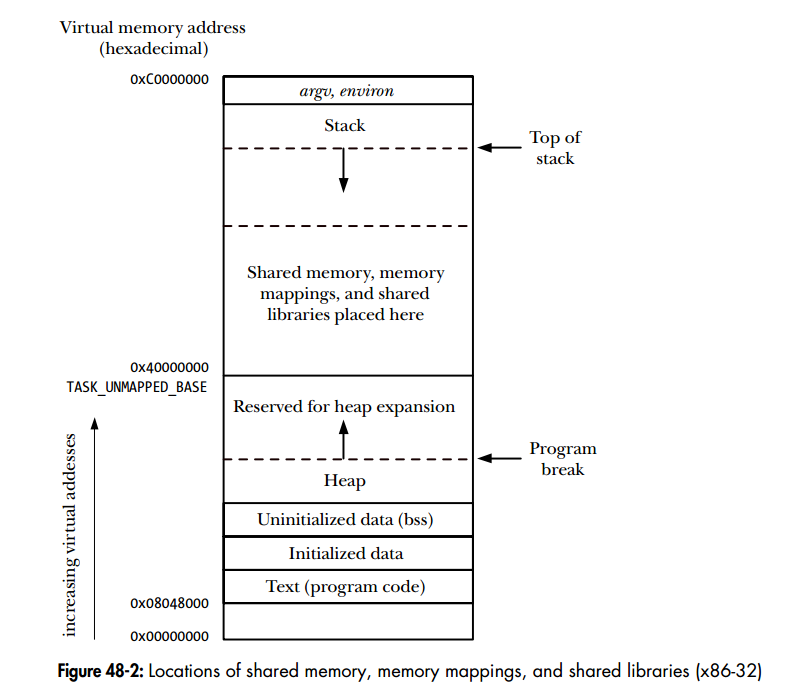 Virtual memory address
(hexadecimal)
0xC0000000
argv, environ
Stack
Top of
stack
Shared memory, memory
mappings, and shared
libraries placed here
0x40000000
TASK_UNMAPPED_BASE
Reserved for heap expansion
Program
break
Heap
Uninitialized data (bss)
Initialized data
Text (program code)
0x08048000
0x00000000
increasing virtual addesses
Figure 48-2: Locations of shared memory, memory mappings, and shared libraries (x86-32)